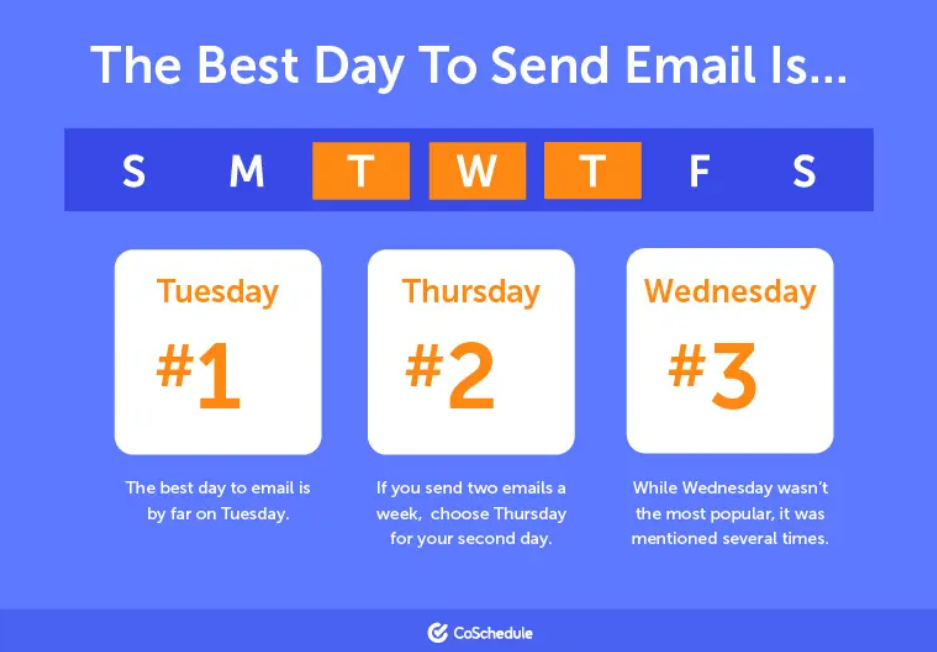 The Best Day To Send Email Is...
S M T W T F S
Tuesday
#1
The best day to email is
by far on Tuesday.
Thursday
#2
If you send two emails a
week, choose Thursday
for your second day.
Wednesday
#3
While Wednesday wasn't
the most popular, it was
mentioned several times.
CoSchedule